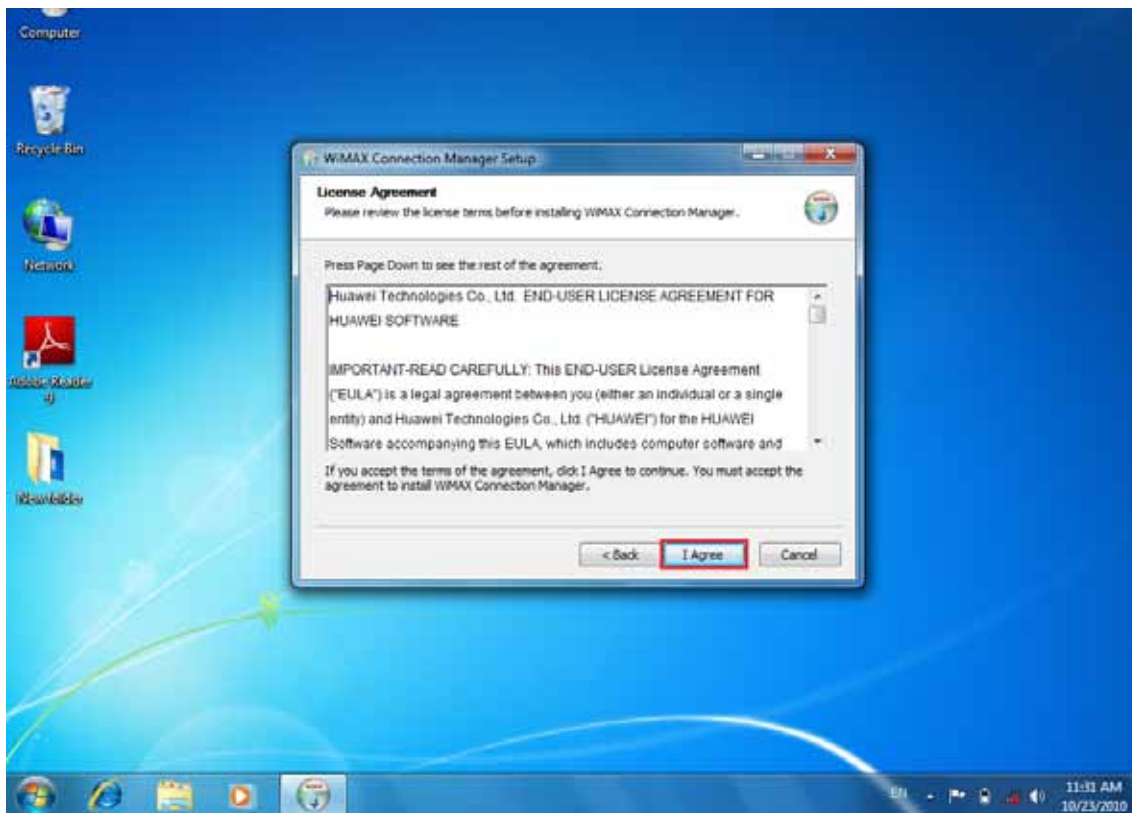 Computer
Recycle Bin
Network
Adobe Reader
9
Newfolder
WiMAX Connection Manager Setup
License Agreement
Please review the license terms before installing WiMAX Connection Manager.
Press Page Down to see the rest of the agreement.
Huawei Technologies Co., Ltd. END-USER LICENSE AGREEMENT FOR
HUAWEI SOFTWARE
IMPORTANT-READ CAREFULLY: This END-USER License Agreement
("EULA") is a legal agreement between you (either an individual or a single
entity) and Huawei Technologies Co., Ltd. ("HUAWEI") for the HUAWEI
Software accompanying this EULA, which includes computer software and
If you accept the terms of the agreement, click I Agree to continue. You must accept the
agreement to install WiMAX Connection Manager.
< Back
I Agree
Cancel
EN
11:31 AM
10/23/2010